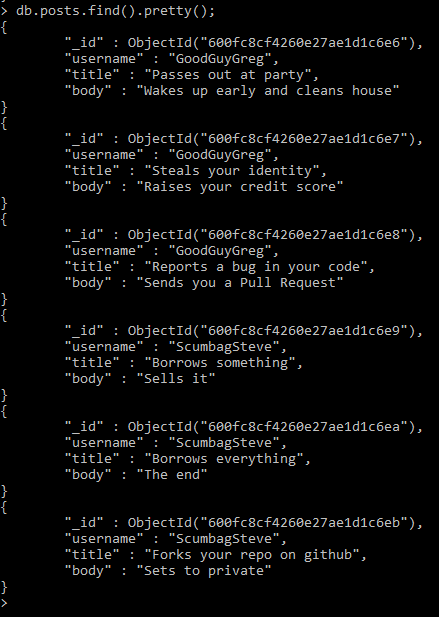 > db.posts.find().pretty();
{
"_id" : ObjectId("600fc8cf4260e27ae1d1c6e6"),
"username" : "GoodGuyGreg",
"title" : "Passes out at party",
"body" : "Wakes up early and cleans house"
}
{
"_id" : ObjectId("600fc8cf4260e27ae1d1c6e7"),
"username" : "GoodGuyGreg",
"title" : "Steals your identity",
"body" : "Raises your credit score"
}
{
"_id" : ObjectId("600fc8cf4260e27ae1d1c6e8"),
"username" : "GoodGuyGreg",
"title" : "Reports a bug in your code",
"body" : "Sends you a Pull Request"
}
{
"_id" : ObjectId("600fc8cf4260e27ae1d1c6e9"),
"username" : "ScumbagSteve",
"title" : "Borrows something",
"body" : "Sells it"
}
{
"_id" : ObjectId("600fc8cf4260e27ae1d1c6ea"),
"username" : "ScumbagSteve",
"title" : "Borrows everything",
"body" : "The end"
}
{
"_id" : ObjectId("600fc8cf4260e27ae1d1c6eb"),
"username" : "ScumbagSteve",
"title" : "Forks your repo on github",
"body" : "Sets to private"
}
>